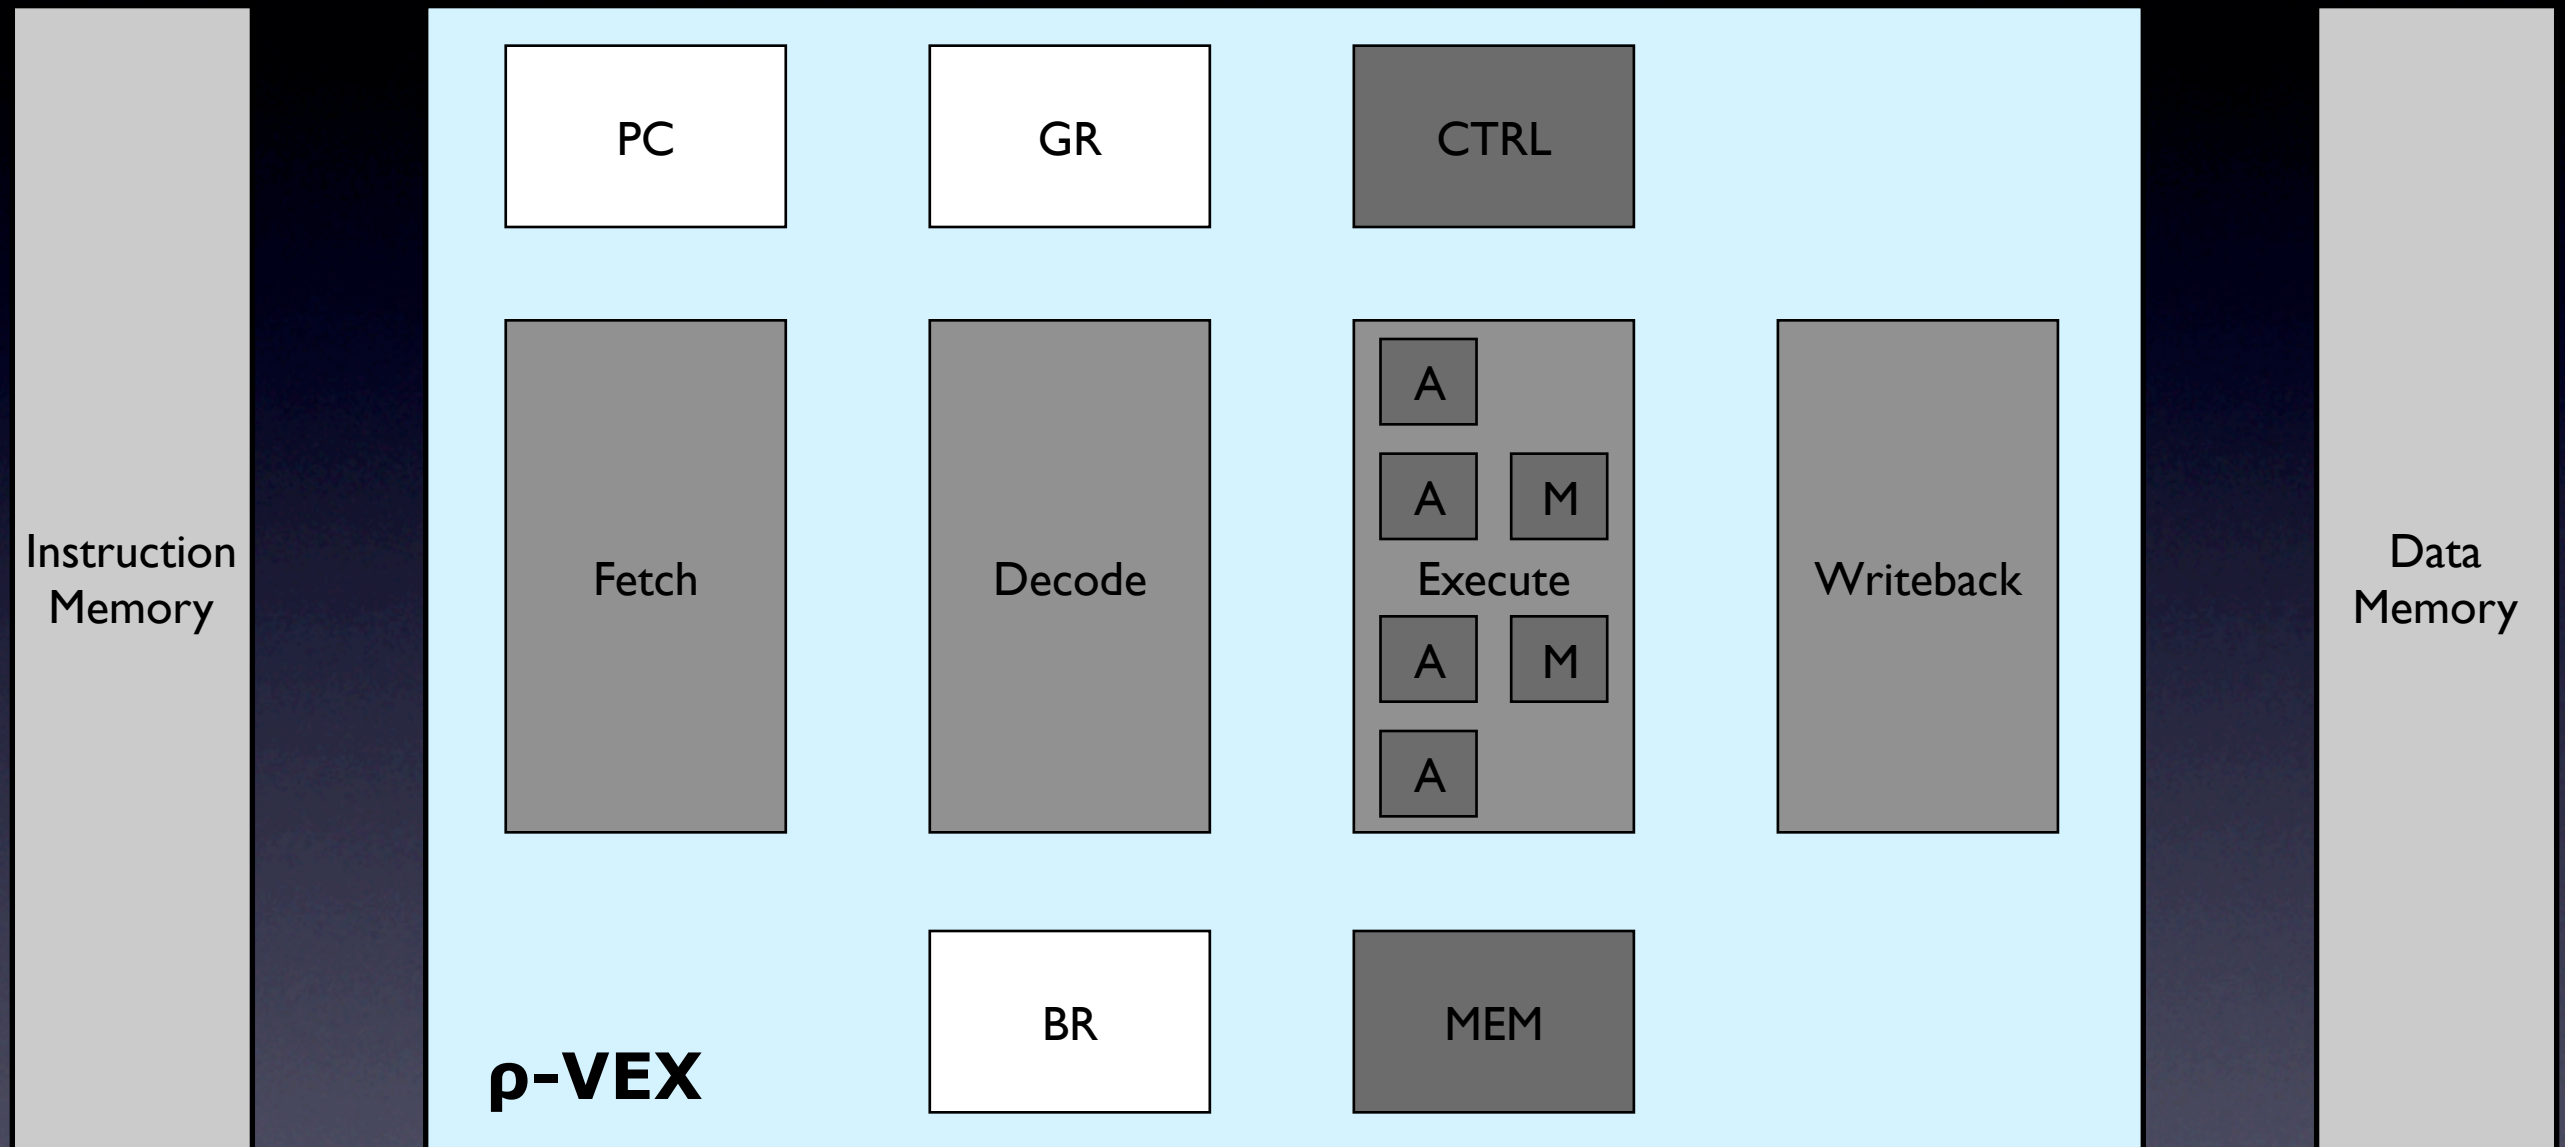 PC
GR
CTRL
Instruction
Memory
Fetch
Decode
A
A M
Execute
A M
A
Writeback
Data
Memory
BR
MEM
ρ-VEX